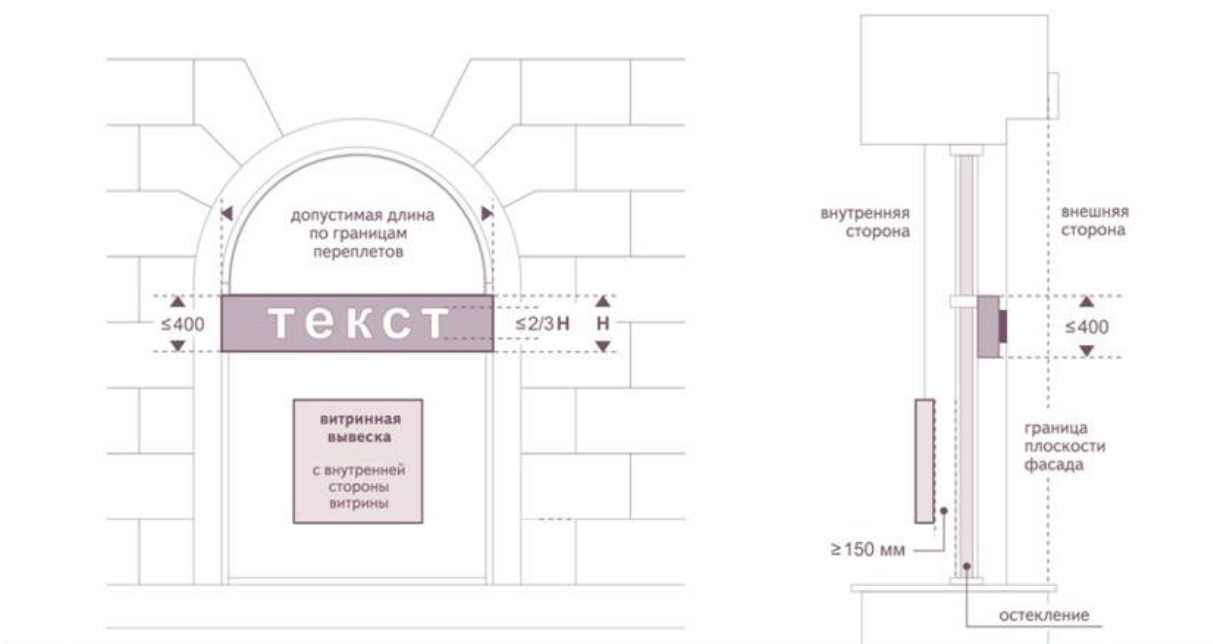 допустимая длина
по границам
переплетов
≤400
текст
≤2/3H
H
витринная
вывеска
с внутренней
стороны
витрины
внутренняя
сторона
внешняя
сторона
≤400
граница
плоскости
фасада
≥150 мм
остекление